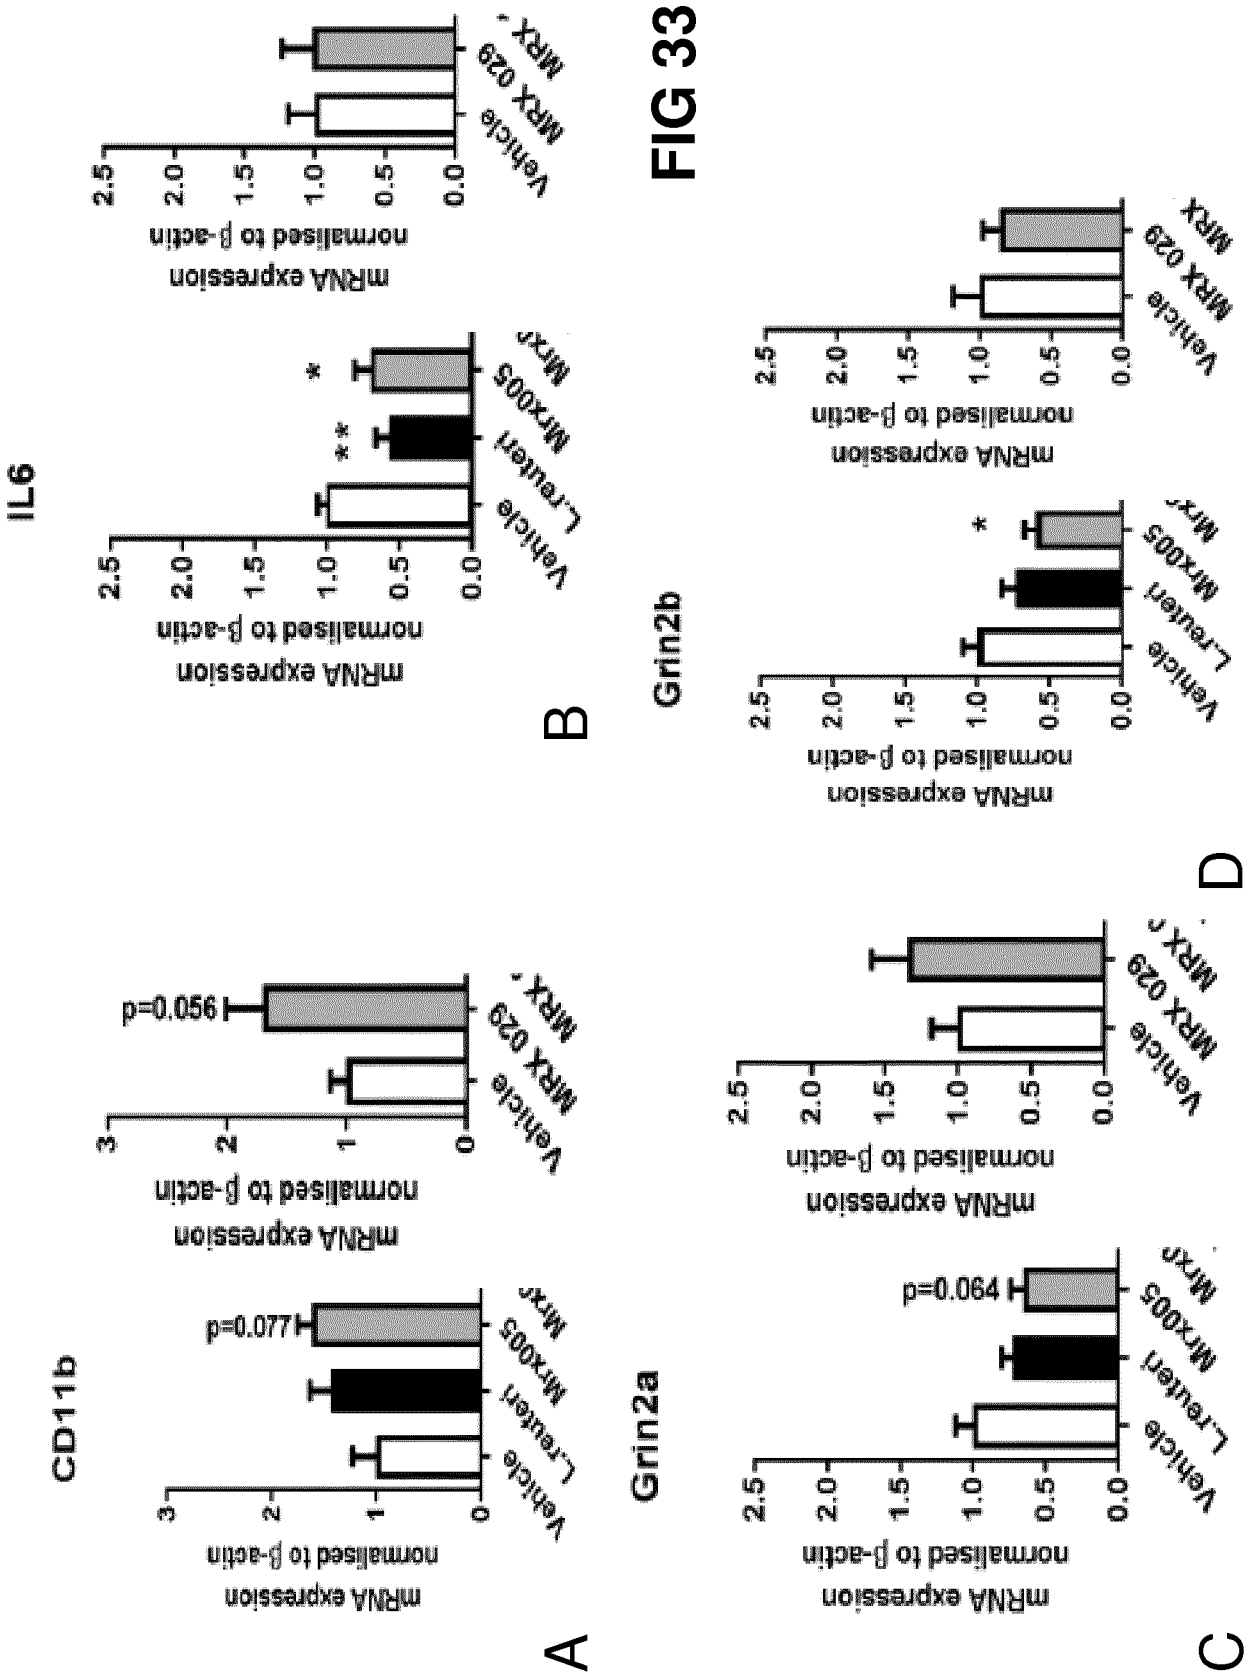 A
CD11b
mRNA expression
normalised to β-actin
3
2
1
0
p=0.077
Vehicle
L.reuteri
Mrx005
mRNA expression
normalised to β-actin
3
2
1
0
p=0.056
Vehicle
MRX 029
MRX
B
IL6
mRNA expression
normalised to β-actin
2.5
2.0
1.5
1.0
0.5
0.0
**
*
Vehicle
L.reuteri
Mrx005
mRNA expression
normalised to β-actin
2.5
2.0
1.5
1.0
0.5
0.0
Vehicle
MRX 029
MRX
C
Grin2a
mRNA expression
normalised to β-actin
2.5
2.0
1.5
1.0
0.5
0.0
p=0.064
Vehicle
L.reuteri
Mrx005
mRNA expression
normalised to β-actin
2.5
2.0
1.5
1.0
0.5
0.0
Vehicle
MRX 029
MRX
D
Grin2b
mRNA expression
normalised to β-actin
2.5
2.0
1.5
1.0
0.5
0.0
*
Vehicle
L.reuteri
Mrx005
mRNA expression
normalised to β-actin
2.5
2.0
1.5
1.0
0.5
0.0
Vehicle
MRX 029
MRX
FIG 33